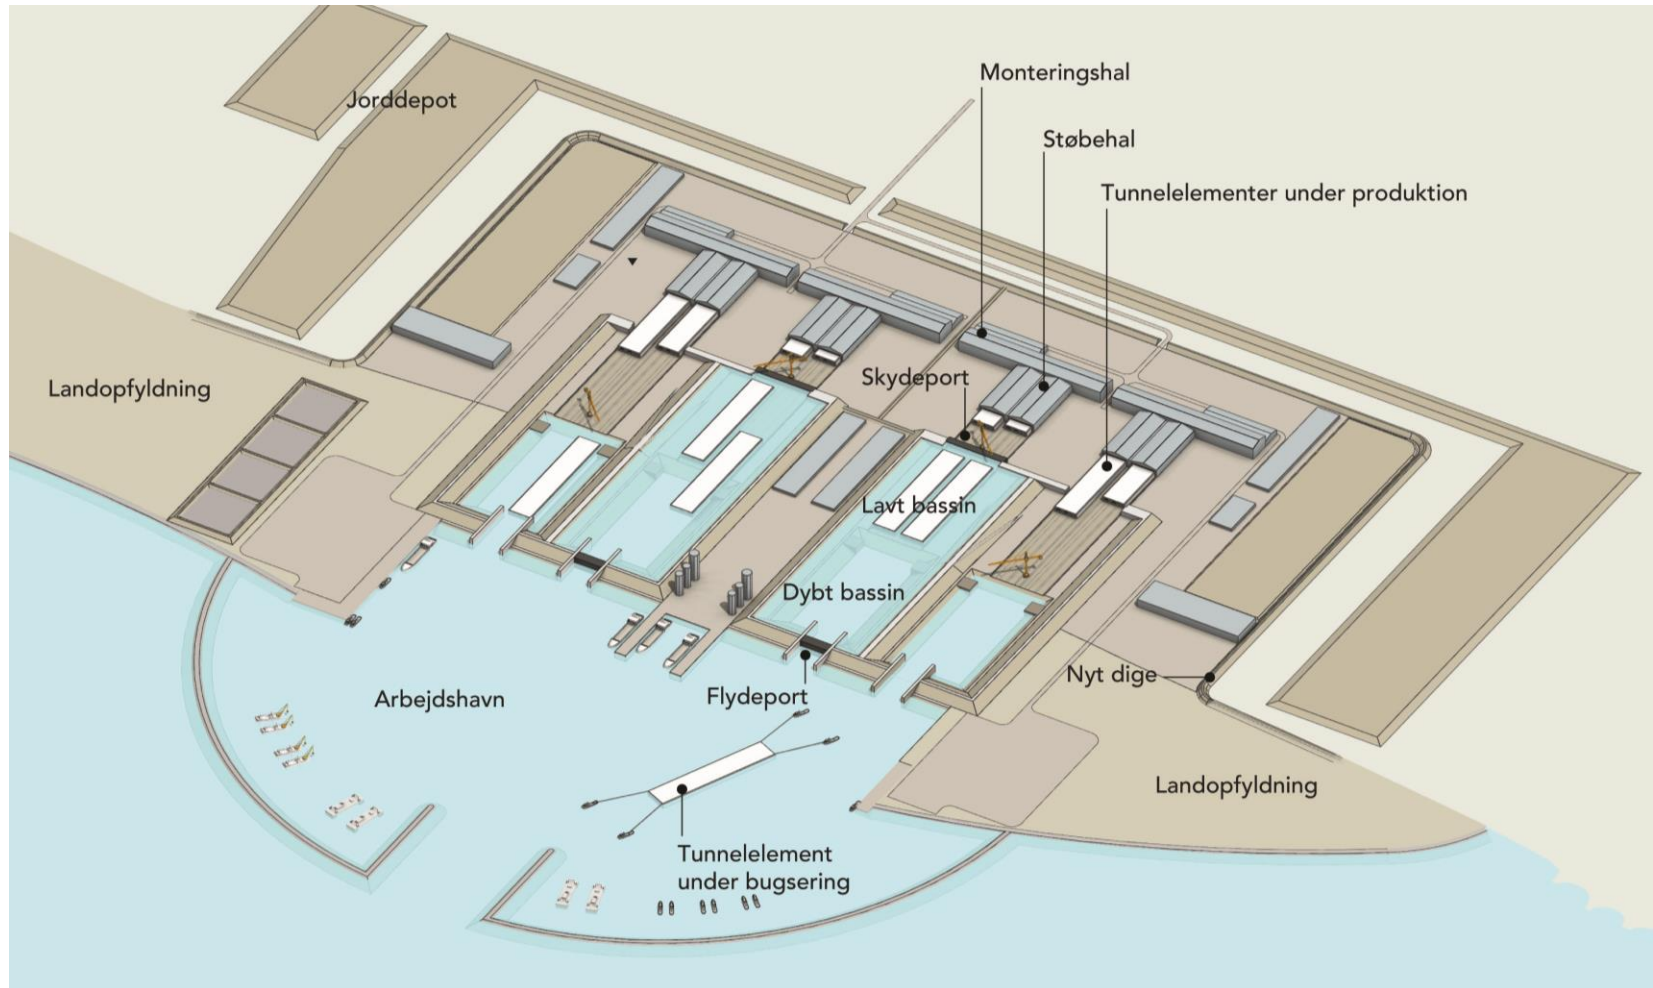 Monteringshal
Jorddepot
Støbehal
Tunnelelementer under produktion
Skydeport
Landopfyldning
Lavt bassin
Dybt bassin
Nyt dige
Arbejdshavn
Flydeport
Landopfyldning
Tunnelelement
under bugsering